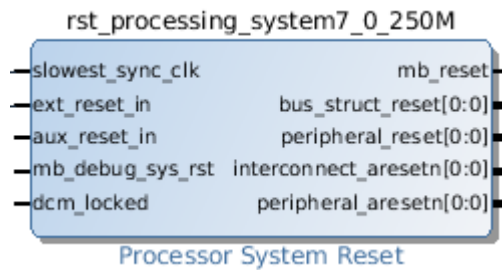 rst_processing_system7_0_250M
slowest_sync_clk mb_reset
ext_reset_in bus_struct_reset[0:0]
aux_reset_in peripheral_reset[0:0]
mb_debug_sys_rst interconnect_aresetn[0:0]
dcm_locked peripheral_aresetn[0:0]
Processor System Reset